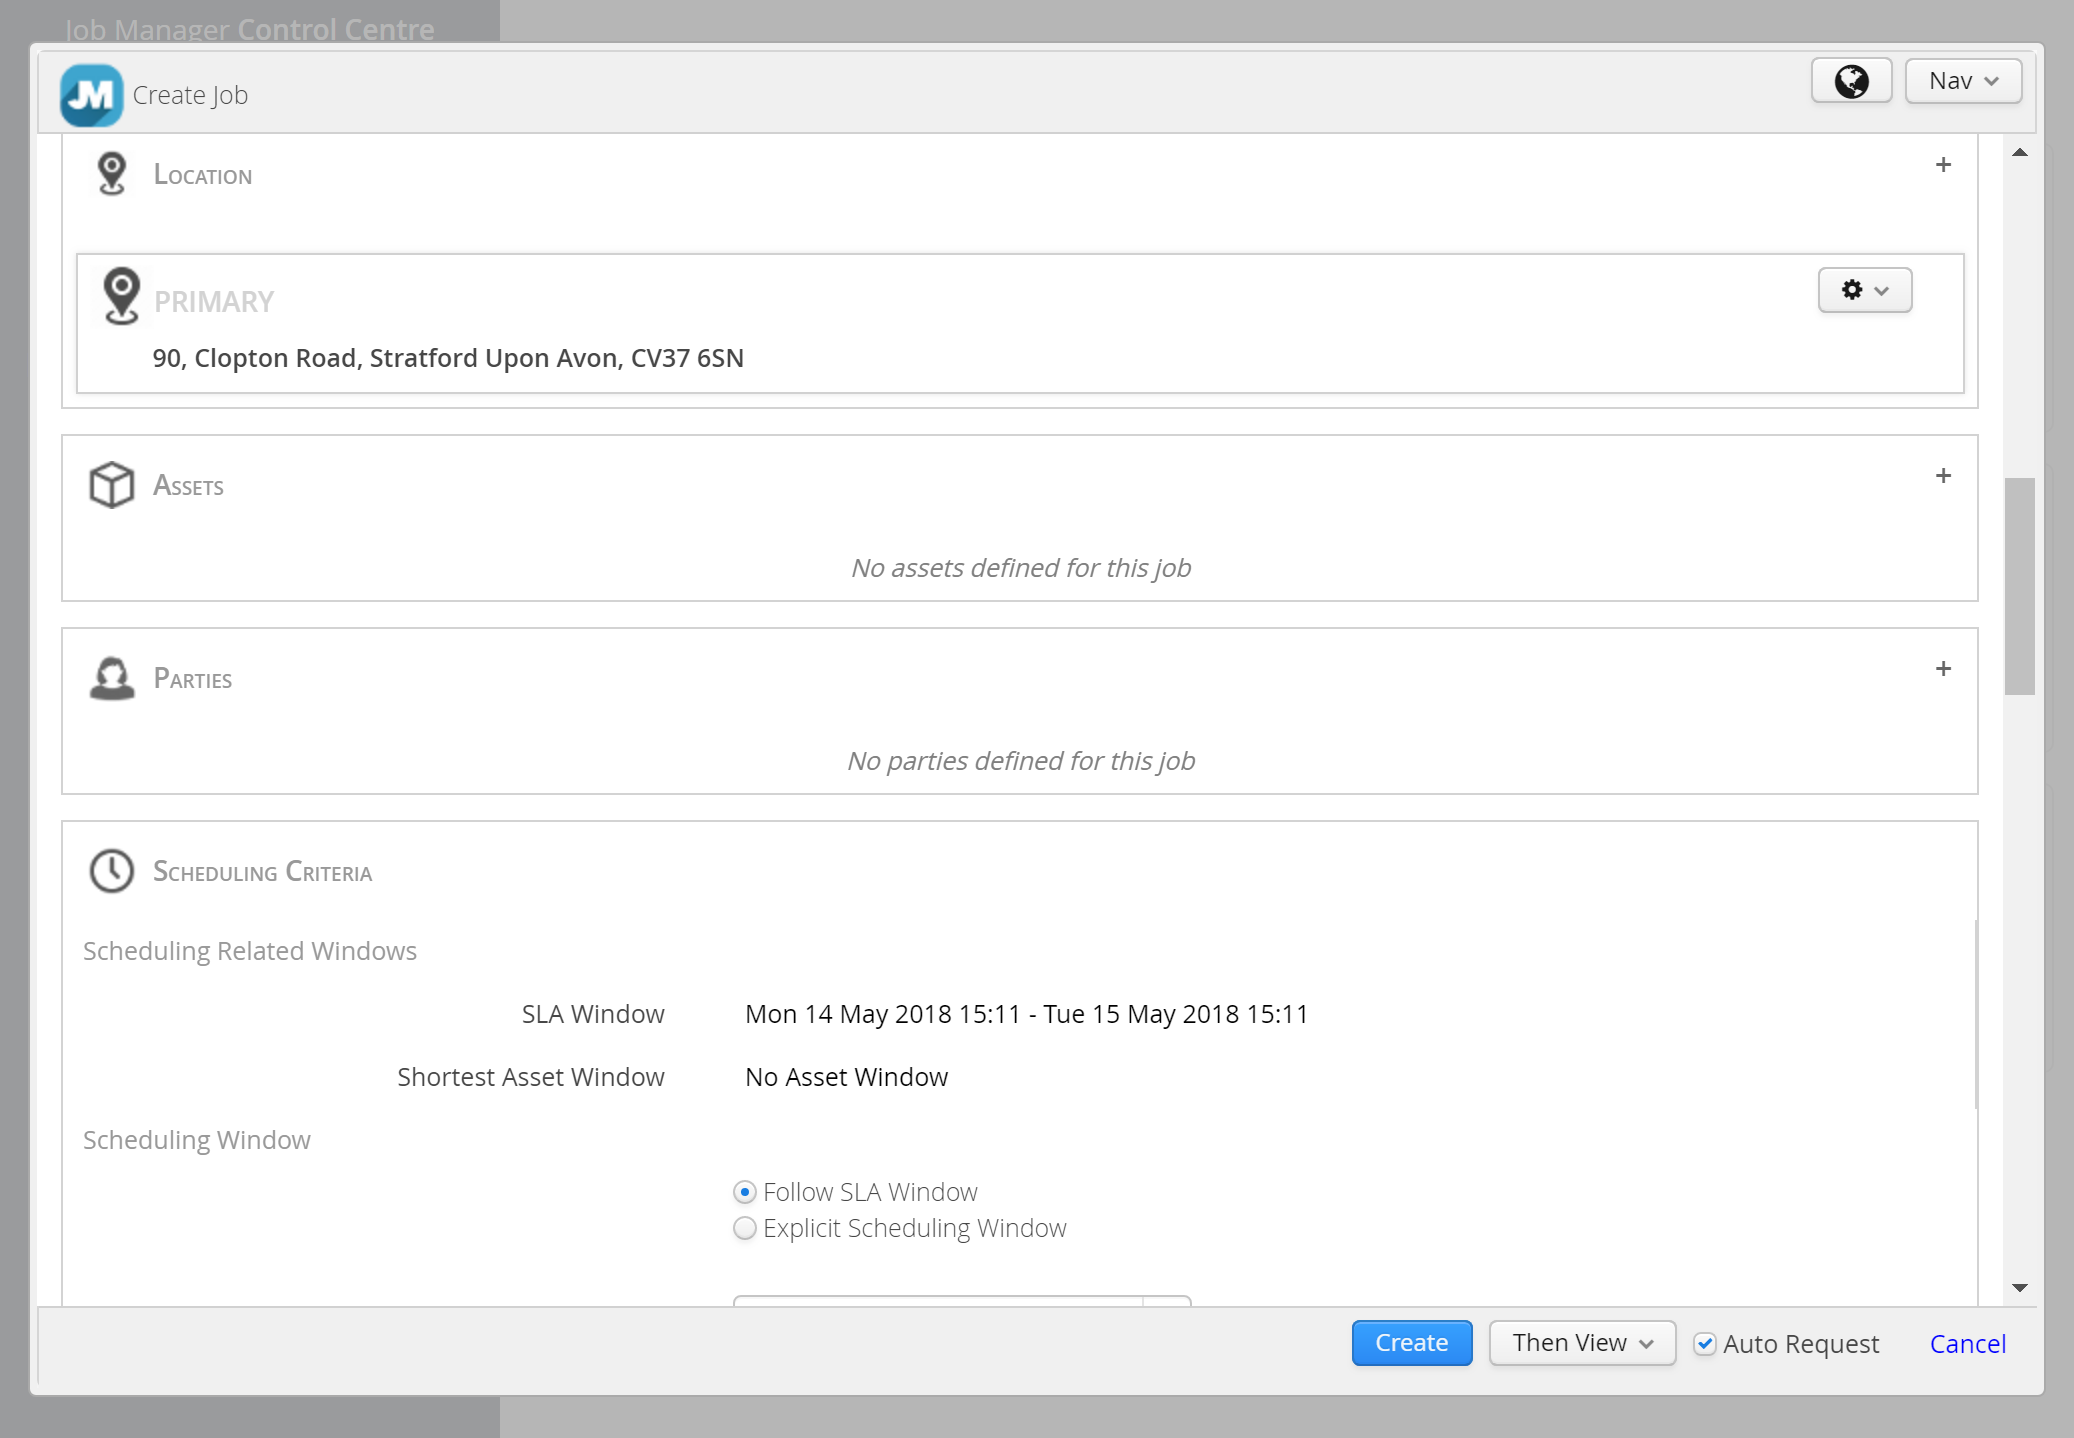 Job Manager Control Centre
JM Create Job
Nav
Location
+
PRIMARY
90, Clopton Road, Stratford Upon Avon, CV37 6SN
Assets
+
No assets defined for this job
Parties
+
No parties defined for this job
Scheduling Criteria
Scheduling Related Windows
SLA Window Mon 14 May 2018 15:11 - Tue 15 May 2018 15:11
Shortest Asset Window No Asset Window
Scheduling Window
Follow SLA Window
Explicit Scheduling Window
Create Then View Auto Request Cancel